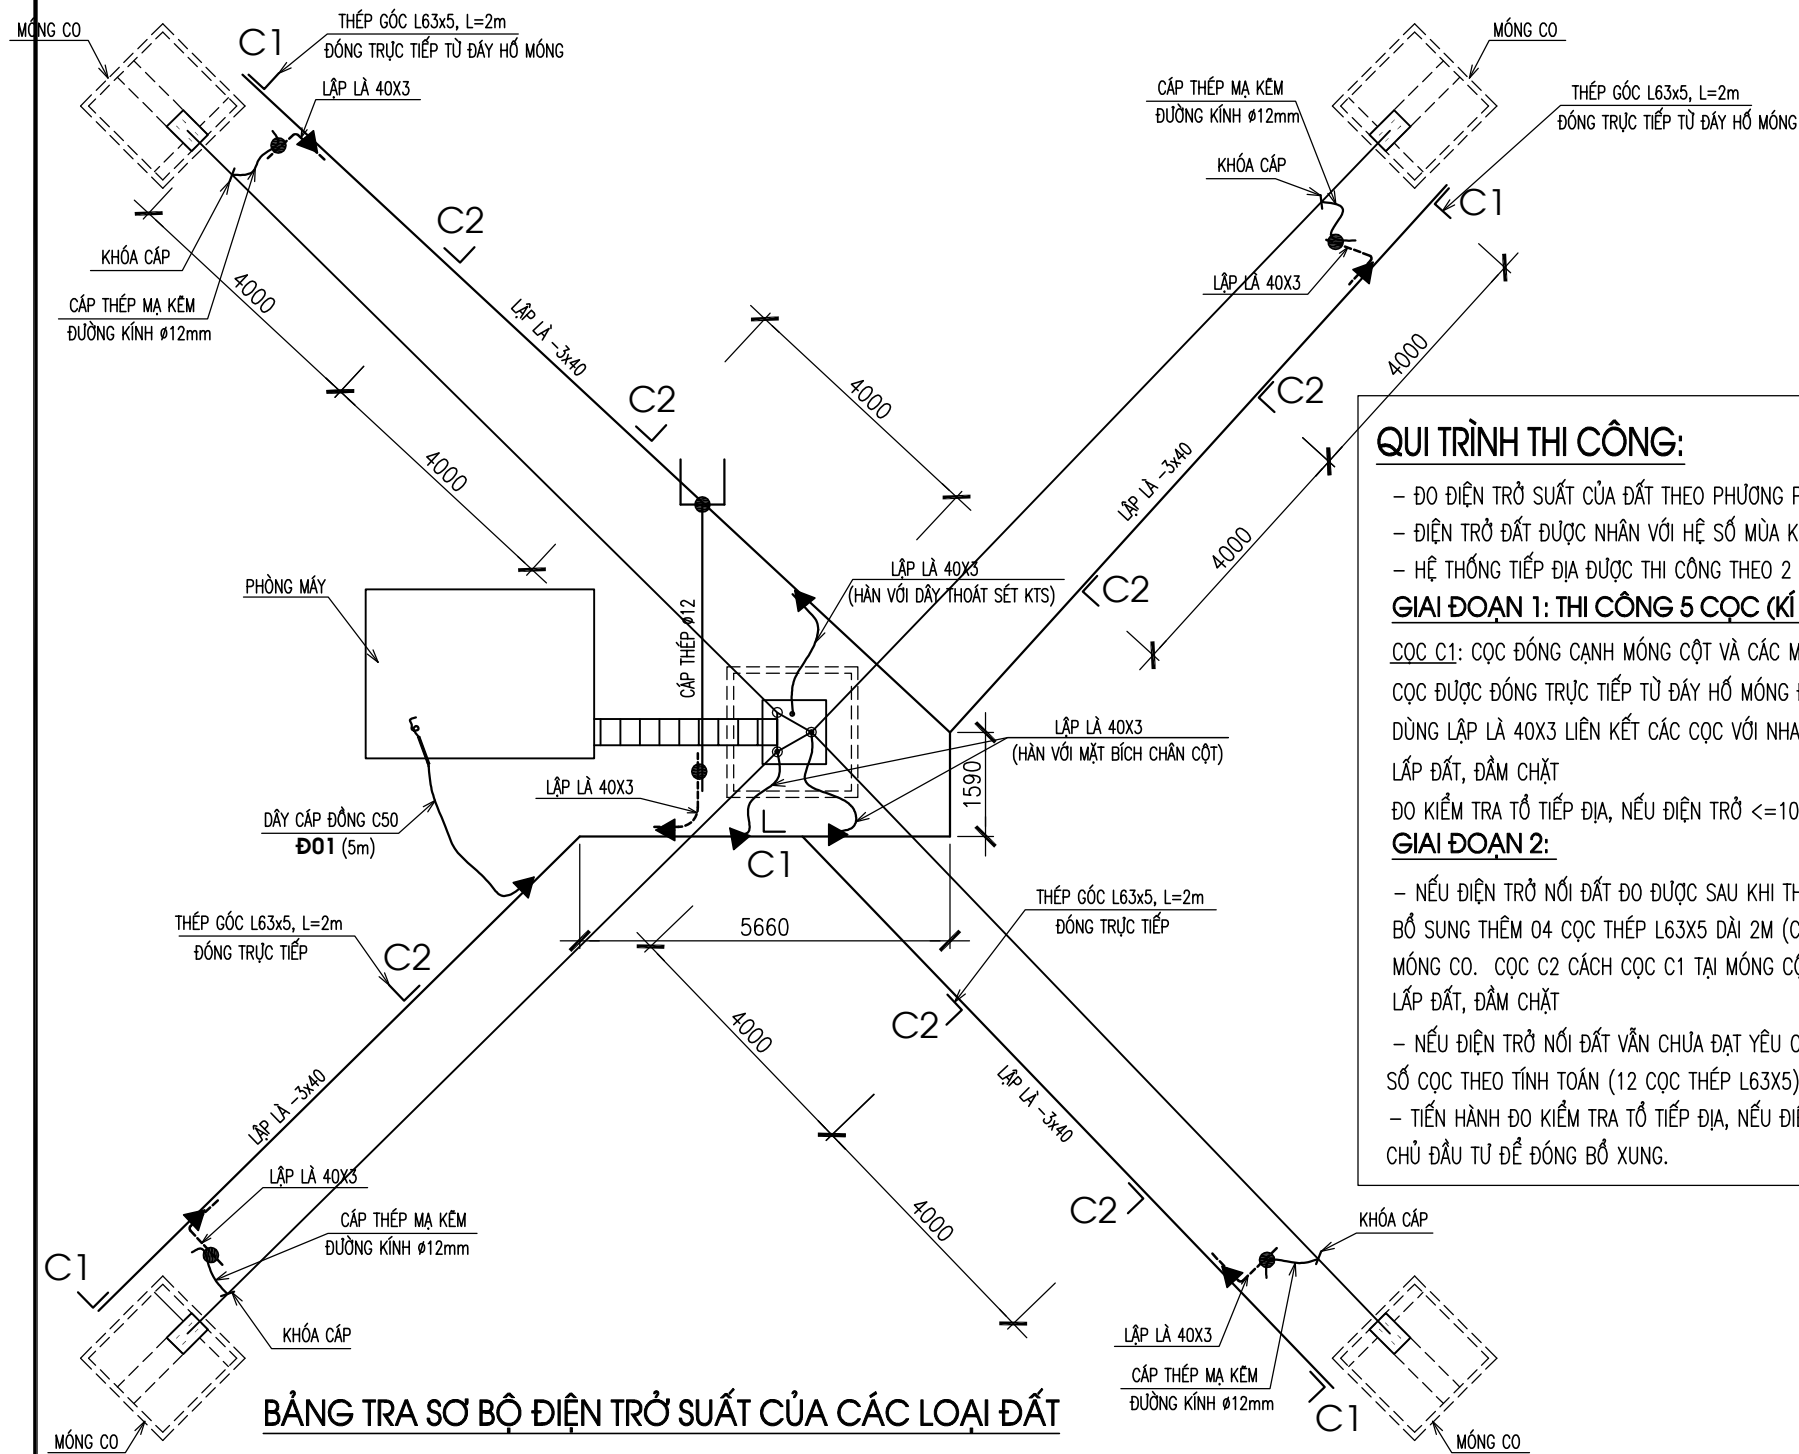 MÓNG CO
C1
THÉP GÓC L63x5, L=2m
ĐÓNG TRỰC TIẾP TỪ ĐÁY HỐ MÓNG
LẬP LÀ 40X3
C2
KHÓA CÁP
CÁP THÉP MẠ KẼM
ĐƯỜNG KÍNH ø12mm
4000
LẬP LÀ -3x40
C2
4000
4000
MÓNG CO
CÁP THÉP MẠ KẼM
ĐƯỜNG KÍNH ø12mm
THÉP GÓC L63x5, L=2m
ĐÓNG TRỰC TIẾP TỪ ĐÁY HỐ MÓNG
KHÓA CÁP
C1
LẬP LÀ 40X3
4000
C2
LẬP LÀ -3x40
4000
C2
PHÒNG MÁY
CÁP THÉP ø12
LẬP LÀ 40X3
(HÀN VỚI DÂY THOÁT SÉT KTS)
LẬP LÀ 40X3
(HÀN VỚI MẶT BÍCH CHÂN CỘT)
1590
LẬP LÀ 40X3
DÂY CÁP ĐỒNG C50
Đ01 (5m)
C1
5660
THÉP GÓC L63x5, L=2m
ĐÓNG TRỰC TIẾP
C2
THÉP GÓC L63x5, L=2m
ĐÓNG TRỰC TIẾP
C2
4000
LẬP LÀ -3x40
LẬP LÀ -3x40
4000
C2
LẬP LÀ 40X3
CÁP THÉP MẠ KẼM
ĐƯỜNG KÍNH ø12mm
C1
KHÓA CÁP
MÓNG CO
KHÓA CÁP
LẬP LÀ 40X3
CÁP THÉP MẠ KẼM
ĐƯỜNG KÍNH ø12mm
C1
MÓNG CO
QUI TRÌNH THI CÔNG:
– ĐO ĐIỆN TRỞ SUẤT CỦA ĐẤT THEO PHƯƠNG
– ĐIỆN TRỞ ĐẤT ĐƯỢC NHÂN VỚI HỆ SỐ MÙA
– HỆ THỐNG TIẾP ĐỊA ĐƯỢC THI CÔNG THEO 2
GIAI ĐOẠN 1: THI CÔNG 5 CỌC (KÍ
CỌC C1: CỌC ĐÓNG CẠNH MÓNG CỘT VÀ CÁC
CỌC ĐƯỢC ĐÓNG TRỰC TIẾP TỪ ĐÁY HỐ MÓNG
DÙNG LẬP LÀ 40X3 LIÊN KẾT CÁC CỌC VỚI
LẤP ĐẤT, ĐẦM CHẶT
ĐO KIỂM TRA TỔ TIẾP ĐỊA, NẾU ĐIỆN TRỞ <=10
GIAI ĐOẠN 2:
– NẾU ĐIỆN TRỞ NỐI ĐẤT ĐO ĐƯỢC SAU KHI
BỔ SUNG THÊM 04 CỌC THÉP L63X5 DÀI 2M
MÓNG CO. CỌC C2 CÁCH CỌC C1 TẠI MÓNG
LẤP ĐẤT, ĐẦM CHẶT
– NẾU ĐIỆN TRỞ NỐI ĐẤT VẪN CHƯA ĐẠT YÊU
SỐ CỌC THEO TÍNH TOÁN (12 CỌC THÉP L63X5)
– TIẾN HÀNH ĐO KIỂM TRA TỔ TIẾP ĐỊA, NẾU
CHỦ ĐẦU TƯ ĐỂ ĐÓNG BỔ XUNG.
BẢNG TRA SƠ BỘ ĐIỆN TRỞ SUẤT CỦA CÁC LOẠI ĐẤT